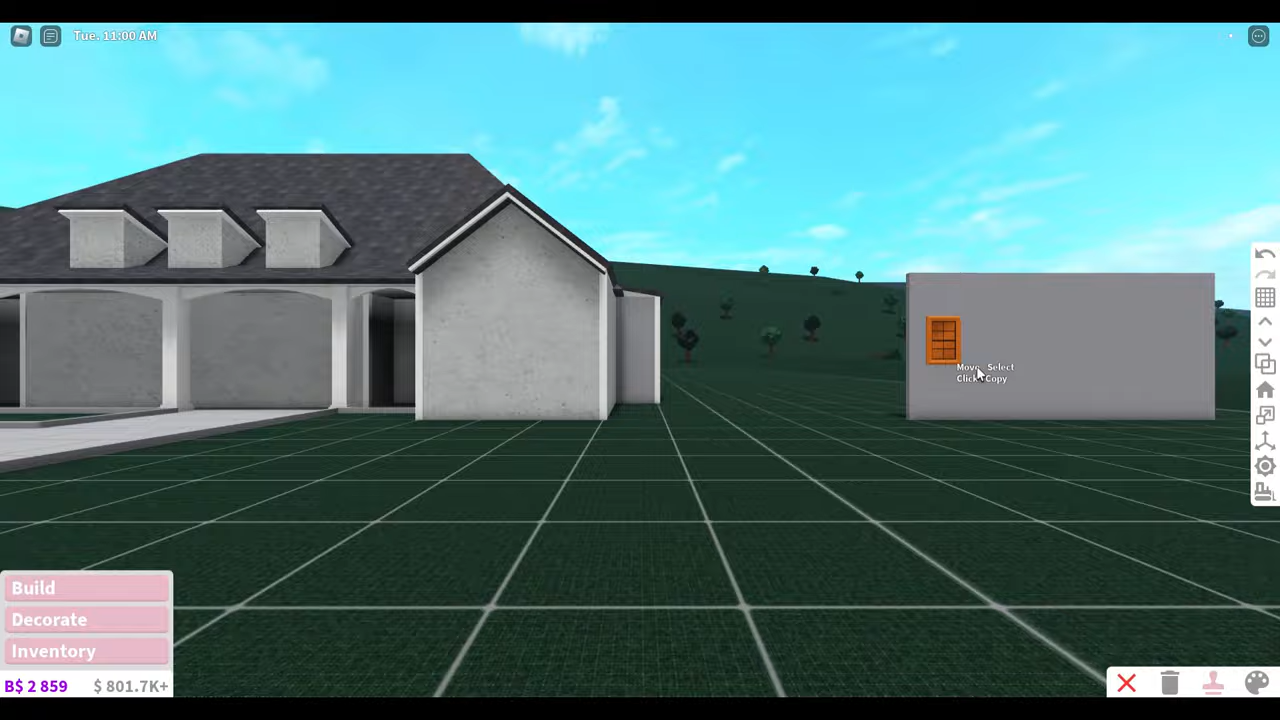 Tue. 11:00 AM
Move: Select
Click: Copy
Build
Decorate
Inventory
B$ 2 859
$ 801.7K+